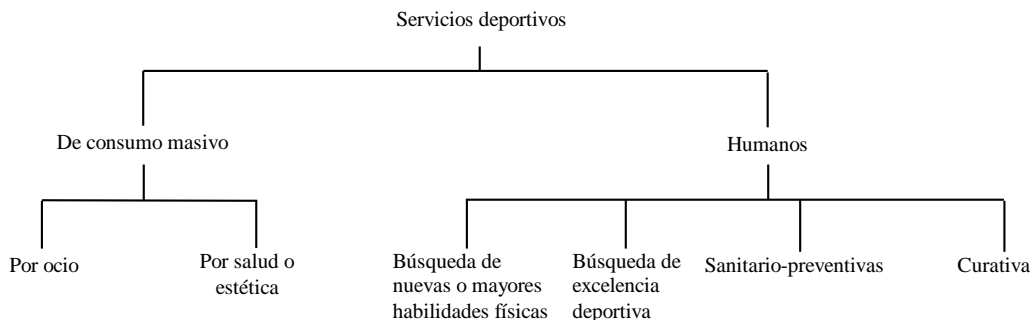 Servicios deportivos
De consumo masivo
Humanos
Por ocio
Por salud o
estética
Búsqueda de
nuevas o mayores
habilidades físicas
Búsqueda de
excelencia
deportiva
Sanitario-preventivas
Curativa